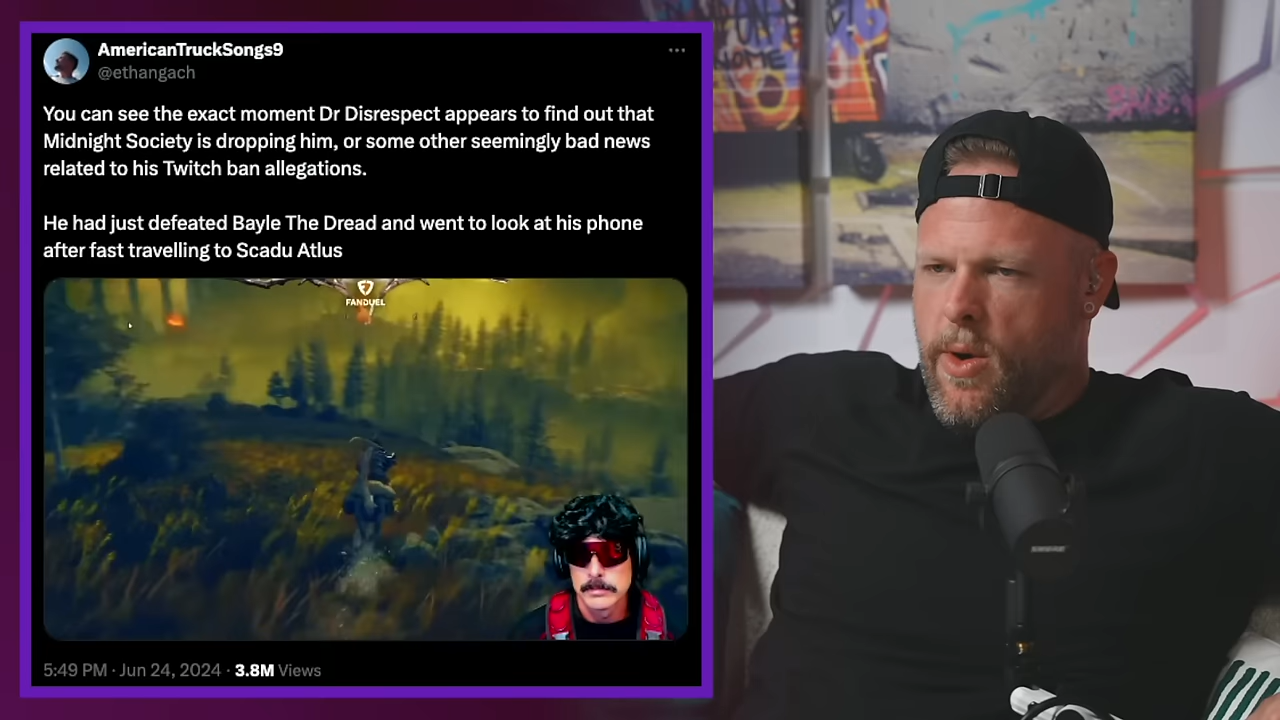 AmericanTruckSongs9
@ethangach
You can see the exact moment Dr Disrespect appears to find out that
Midnight Society is dropping him, or some other seemingly bad news
related to his Twitch ban allegations.
He had just defeated Bayle The Dread and went to look at his phone
after fast travelling to Scadu Atlus
FANDUEL
5:49 PM · Jun 24, 2024 · 3.8M Views
NOME
SHURE